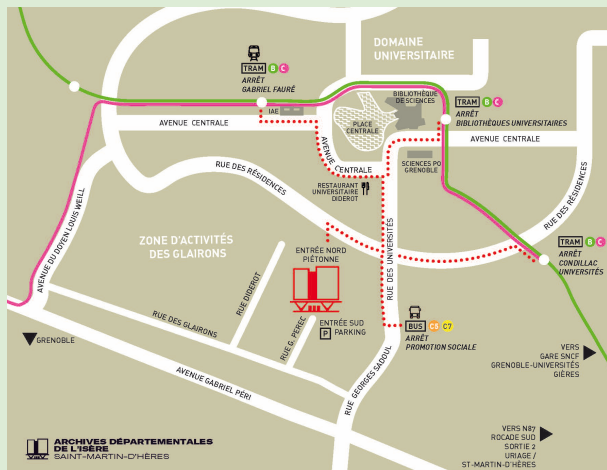 DOMAINE
UNIVERSITAIRE
TRAM B C
ARRÊT
GABRIEL FAURÉ
IAE
BIBLIOTHÈQUE
DE SCIENCES
TRAM B C
ARRÊT
BIBLIOTHÈQUES UNIVERSITAIRES
AVENUE CENTRALE
PLACE
CENTRALE
AVENUE CENTRALE
AVENUE CENTRALE
SCIENCES PO
GRENOBLE
RUE DES RÉSIDENCES
RESTAURANT
UNIVERSITAIRE
DIDEROT
RUE DES RÉSIDENCES
AVENUE DU DOYEN LOUIS WEILL
ZONE D'ACTIVITÉS
DES GLAIRONS
RUE DES UNIVERSITÉS
TRAM B C
ARRÊT
CONDILLAC
UNIVERSITÉS
ENTRÉE NORD
PIÉTONNE
RUE DIDEROT
RUE DES GLAIRONS
RUE G. PEREC
ENTRÉE SUD
P PARKING
BUS C7
ARRÊT
PROMOTION SOCIALE
GRENOBLE
AVENUE GABRIEL PÉRI
RUE GEORGES SADOUL
VERS
GARE SNCF
GRENOBLE-UNIVERSITÉS
GIÈRES
VERS N87
ROCADE SUD
SORTIE 2
URIAGE /
ST-MARTIN-D'HÈRES
ARCHIVES DÉPARTEMENTALES
DE L'ISÈRE
SAINT-MARTIN-D'HÈRES